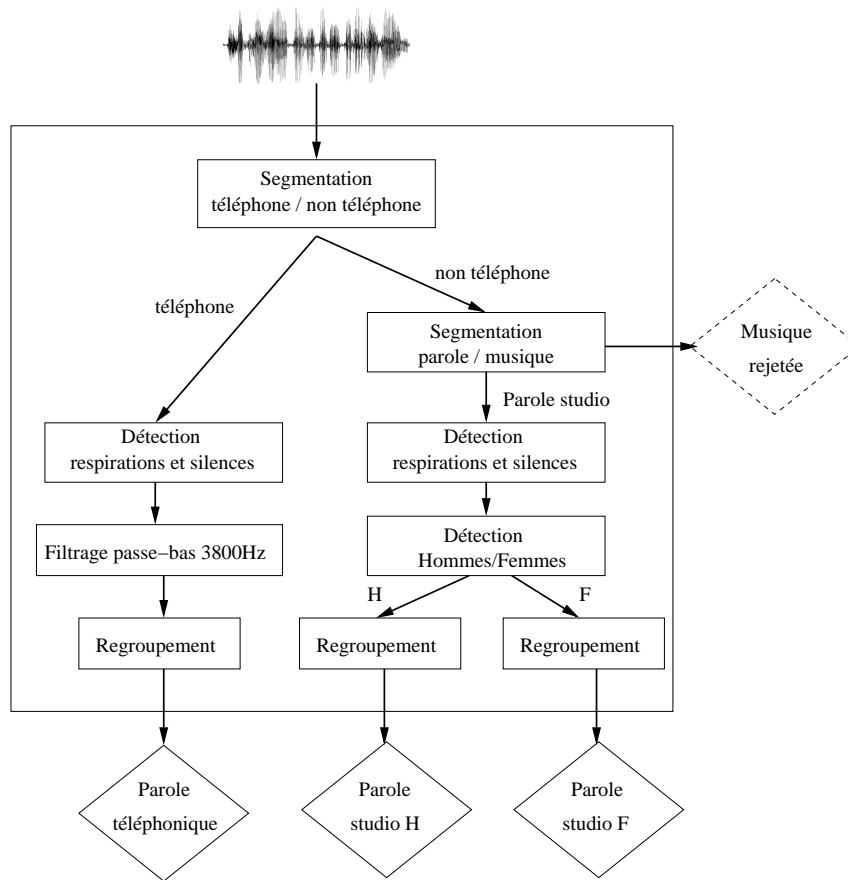 Segmentation
téléphone / non téléphone
non téléphone
téléphone
Segmentation
parole / musique
Musique
rejetée
Parole studio
Détection
respirations et silences
Détection
respirations et silences
Filtrage passe−bas 3800Hz
Détection
Hommes/Femmes
H
F
Regroupement
Regroupement
Regroupement
Parole
téléphonique
Parole
studio H
Parole
studio F